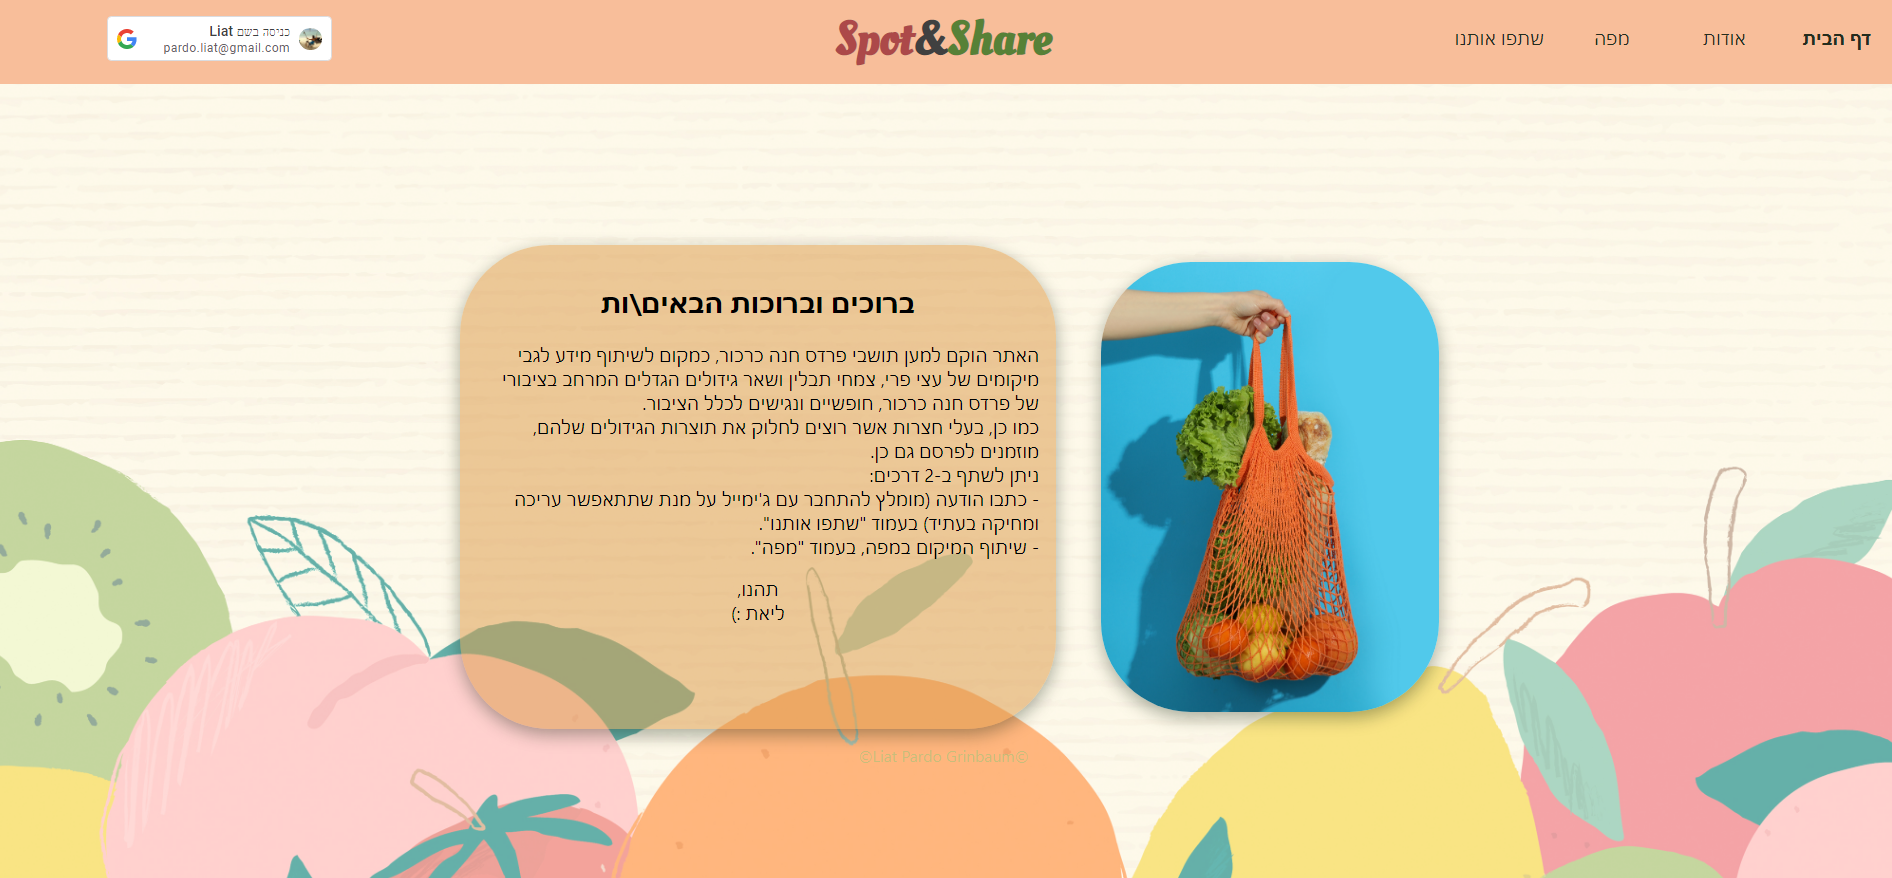 דף הבית
אודות
מפה
שתפו אותנו
Spot&Share
כניסה בשם Liat
pardo.liat@gmail.com
ברוכים וברוכות הבאים\ות
האתר הוקם למען תושבי פרדס חנה כרכור, כמקום לשיתוף מידע לגבי
מיקומים של עצי פרי, צמחי תבלין ושאר גידולים הגדלים המרחב בציבורי
של פרדס חנה כרכור, חופשיים ונגישים לכלל הציבור.
כמו כן, בעלי חצרות אשר רוצים לחלוק את תוצרות הגידולים שלהם,
מוזמנים לפרסם גם כן.
ניתן לשתף ב-2 דרכים:
- כתבו הודעה (מומלץ להתחבר עם ג'ימייל על מנת שתתאפשר עריכה
ומחיקה בעתיד) בעמוד "שתפו אותנו".
- שיתוף המיקום במפה, בעמוד "מפה".
תהנו,
ליאת :)
©Liat Pardo Grinbaum©